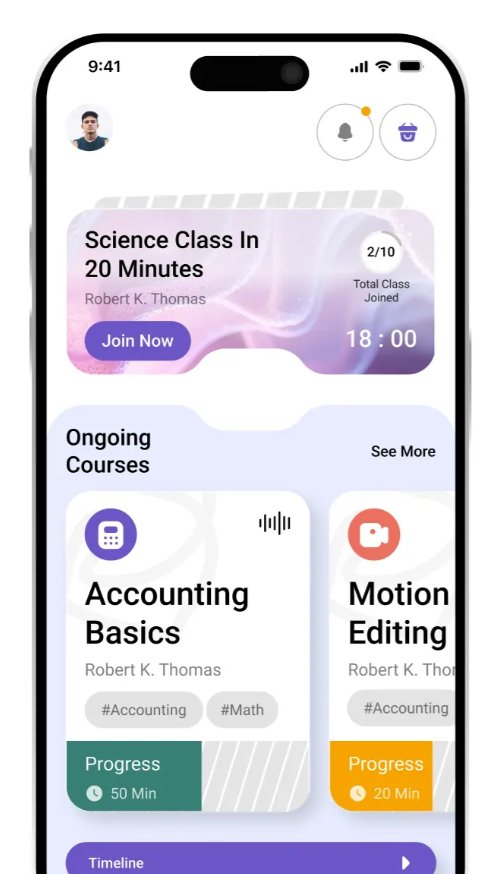 9:41
Science Class In
20 Minutes
Robert K. Thomas
Join Now
2/10
Total Class
Joined
18 : 00
Ongoing
Courses
See More
Accounting
Basics
Robert K. Thomas
#Accounting
#Math
Progress
50 Min
Motion
Editing
Robert K. Thor
#Accounting
Progress
20 Min
Timeline